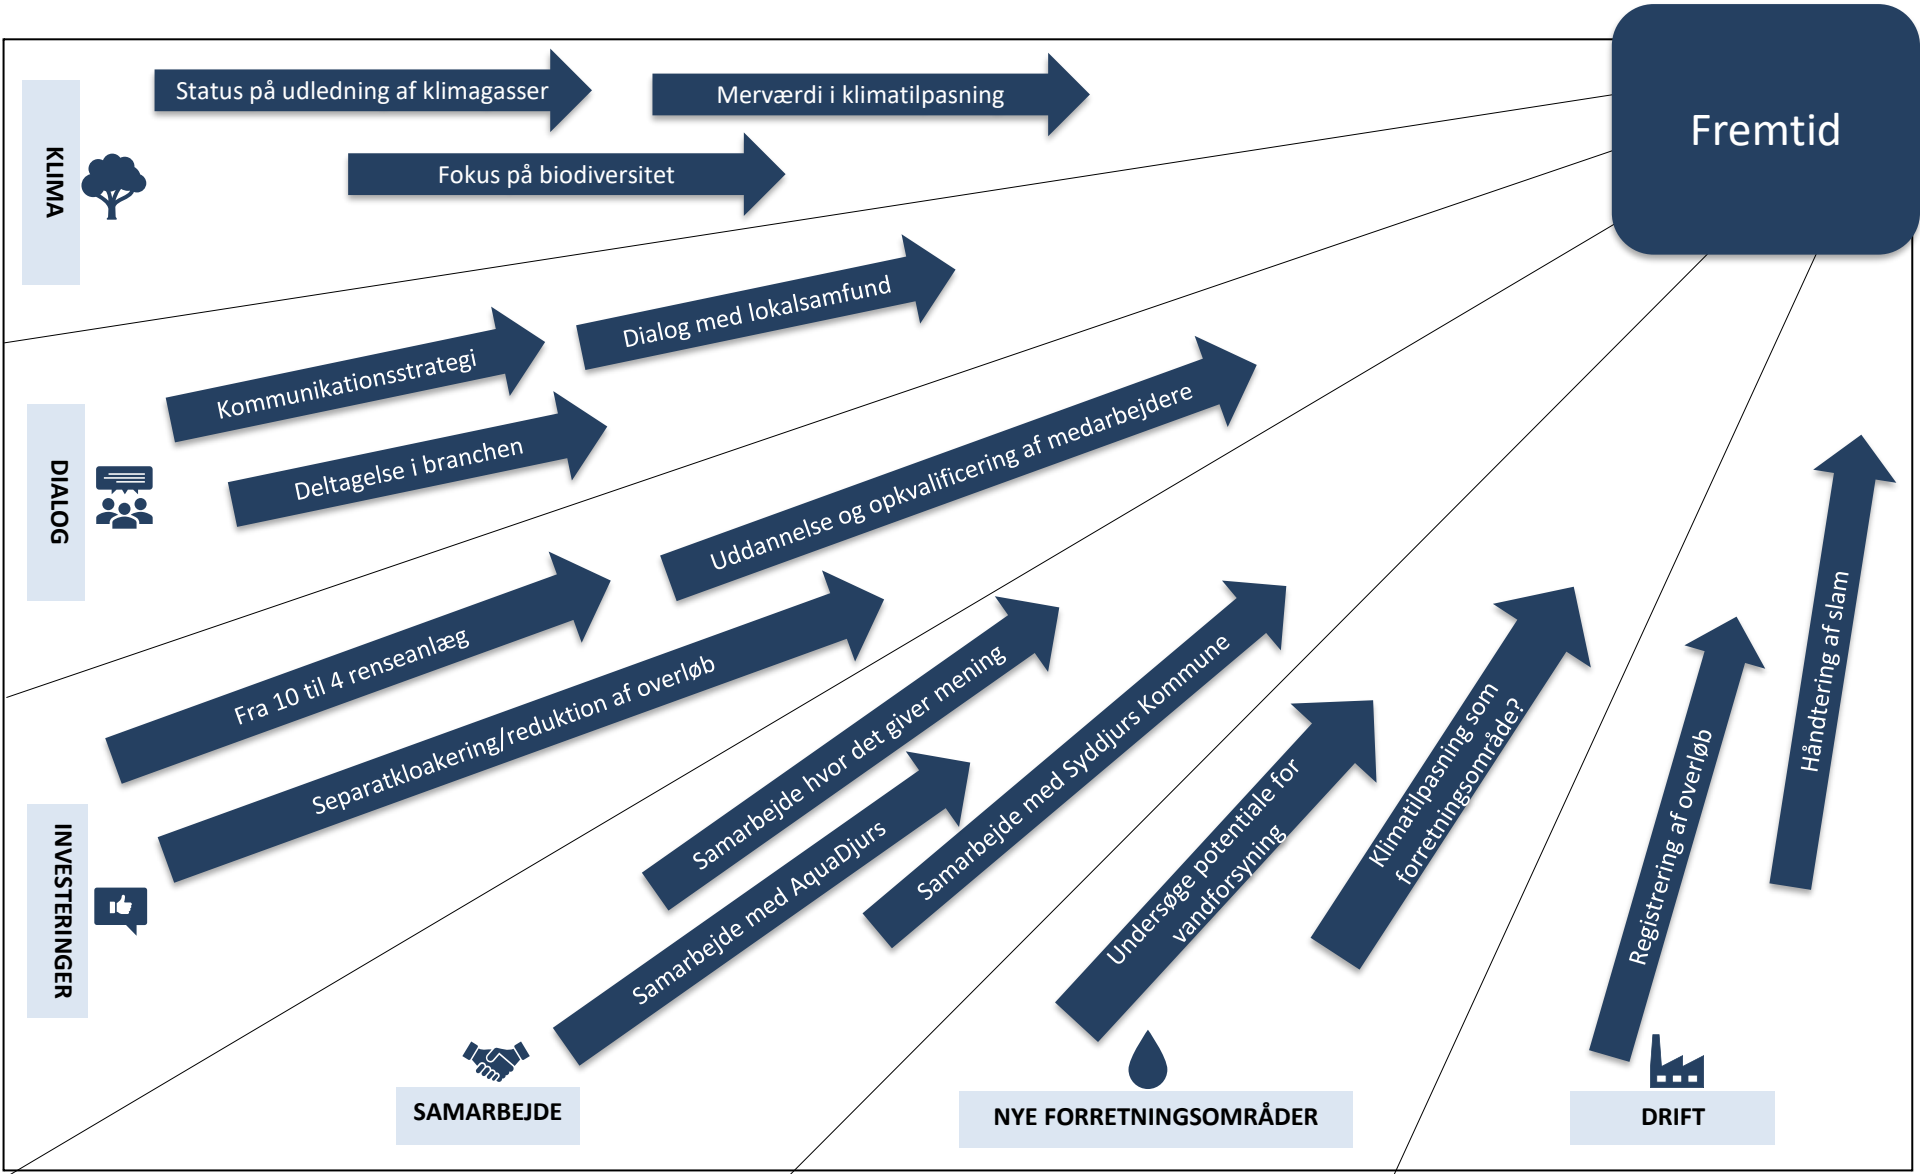 Fremtid
KLIMA
Status på udledning af klimagasser
Merværdi i klimatilpasning
Fokus på biodiversitet
DIALOG
Kommunikationsstrategi
Dialog med lokalsamfund
Deltagelse i branchen
INVESTERINGER
Fra 10 til 4 renseanlæg
Uddannelse og opkvalificering af medarbejdere
Separatkloakering/reduktion af overløb
SAMARBEJDE
Samarbejde hvor det giver mening
Samarbejde med AquaDjurs
Samarbejde med Syddjurs Kommune
NYE FORRETNINGSOMRÅDER
Undersøge potentiale for
vandforsyning
Klimatilpasning som
forretningsområde?
DRIFT
Registrering af overløb
Håndtering af slam